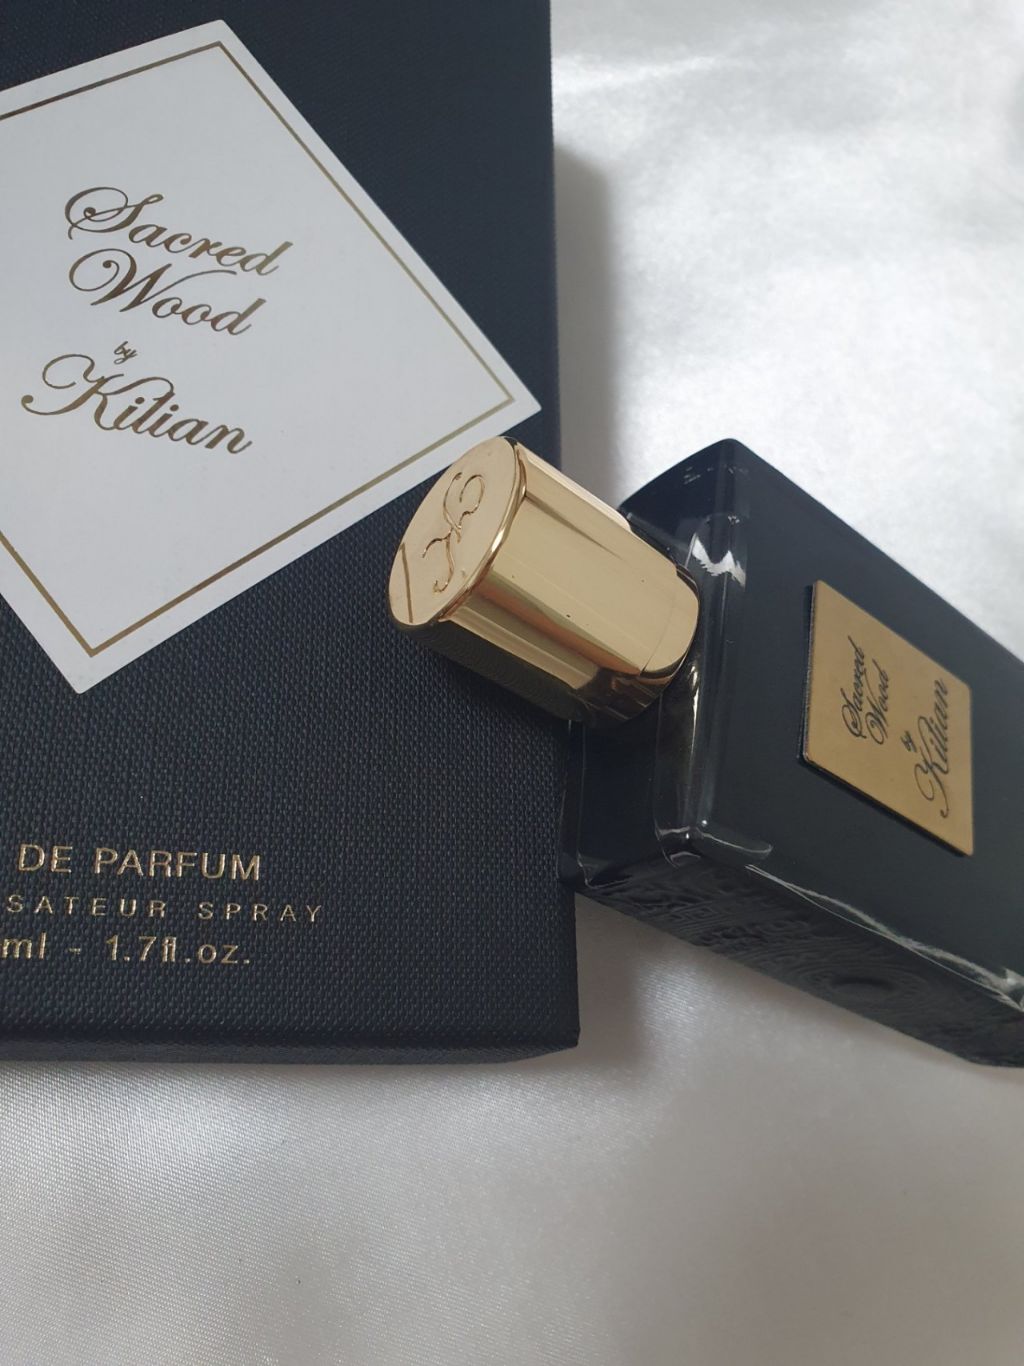 Sacred
Wood
by
Kilian
DE PARFUM
SATEUR SPRAY
ml - 1.7fl.oz.
Sacred
Wood
by
Kilian